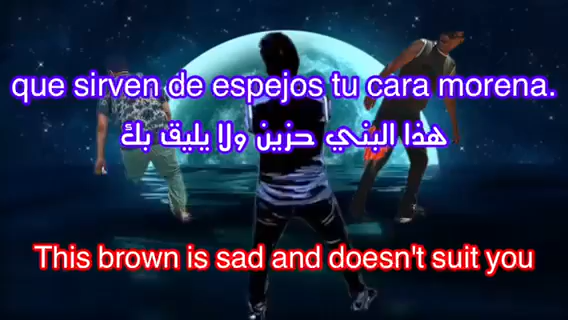 que sirven de espejos tu cara morena.
هذا البني حزين ولا يليق بك
This brown is sad and doesn't suit you